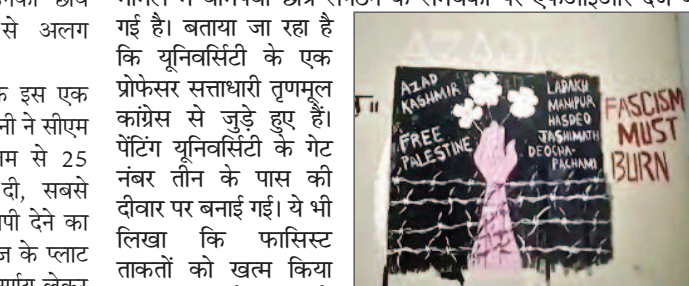 से अलग
इस एक
नी ने सीएम
से 25
दी, सबसे
पी देने का
ज के प्लाट
गई है। बताया जा रहा है
कि यूनिवर्सिटी के एक
प्रोफेसर सत्ताधारी तृणमूल
कांग्रेस से जुड़े हुए हैं।
पेंटिंग यूनिवर्सिटी के गेट
नंबर तीन के पास की
दीवार पर बनाई गई। ये भी
लिखा कि फासिस्ट
ताकतों को खत्म किया
AZADI
AZAD
KASHMIR
FREE
PALESTINE
LADAKH
MANIPUR
HASDEO
JASHIMATH
DEOCHA-
PACHAMI
FASCISM
MUST
BURN